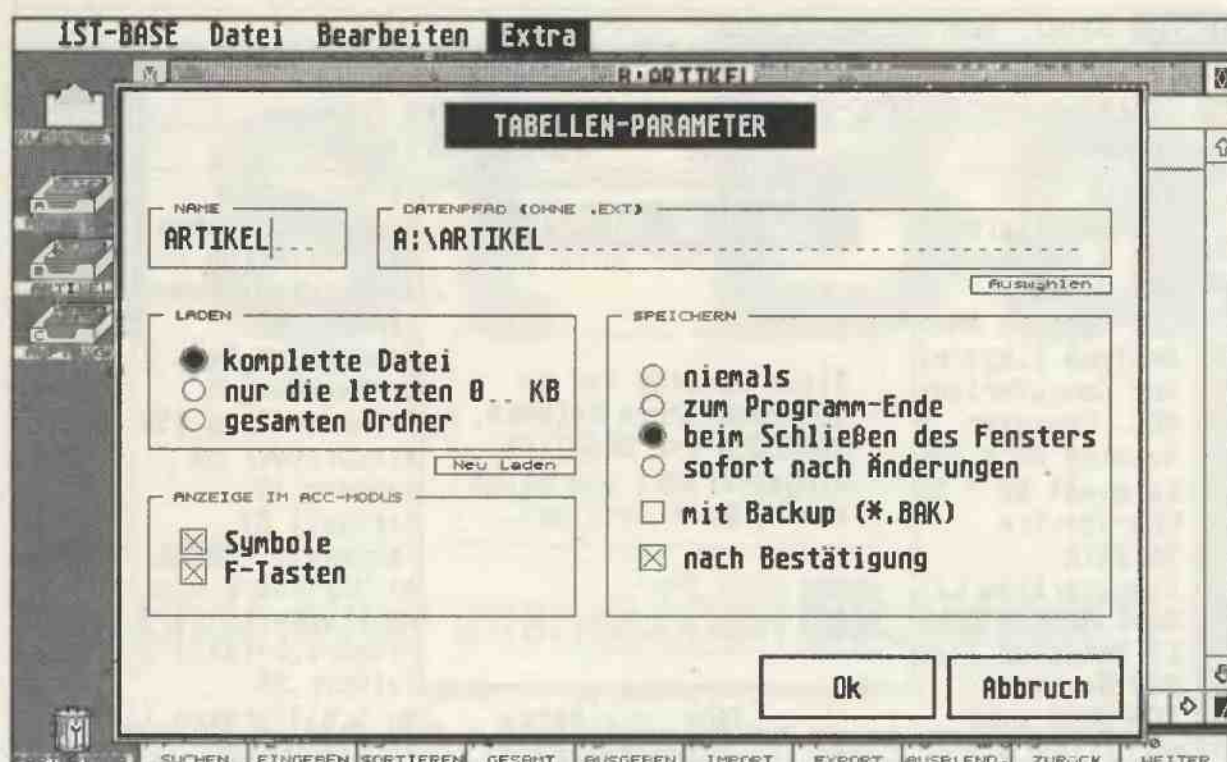 1ST-BASE Datei Bearbeiten Extra
B:ARTIKEL
TABELLEN-PARAMETER
NAME
ARTIKEL
DATENPFAD (OHNE .EXT)
A:\ARTIKEL
Auswählen
LADEN
komplette Datei
nur die letzten 0.. KB
gesamten Ordner
Neu Laden
ANZEIGE IM ACC-MODUS
Symbole
F-Tasten
SPEICHERN
niemals
zum Programm-Ende
beim Schließen des Fensters
sofort nach Änderungen
mit Backup (*.BAK)
nach Bestätigung
Ok Abbruch
SUCHEN EINGEBEN SORTIEREN GESAMT AUSGEBEN IMPORT EXPORT AUSBLEND. ZURÜCK WEITER